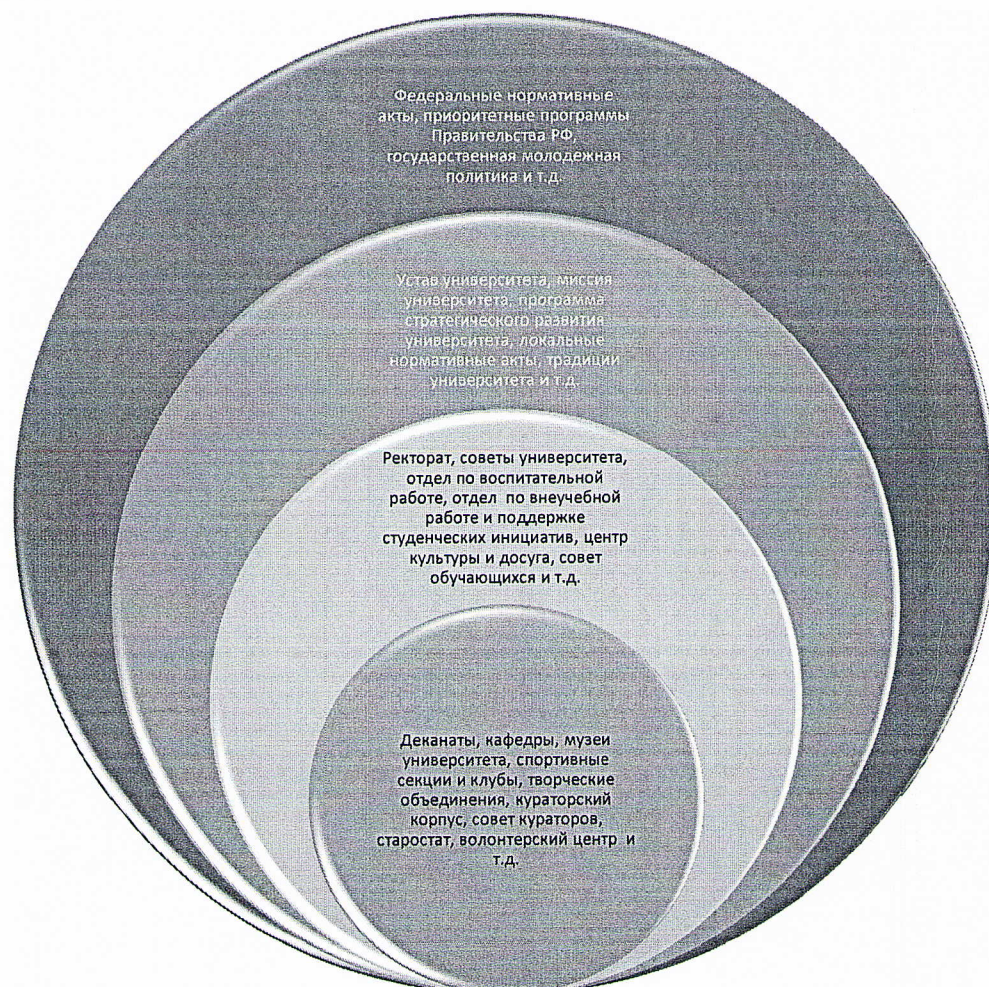 Федеральные нормативные
акты, приоритетные программы
Правительства РФ,
государственная молодежная
политика и т.д.
Устав университета, миссия
университета, программа
стратегического развития
университета, локальные
нормативные акты, традиции
университета и т.д.
Ректорат, советы университета,
отдел по воспитательной
работе, отдел по внеучебной
работе и поддержке
студенческих инициатив, центр
культуры и досуга, совет
обучающихся и т.д.
Деканаты, кафедры, музеи
университета, спортивные
секции и клубы, творческие
объединения, кураторский
корпус, совет кураторов,
старостат, волонтерский центр и
т.д.